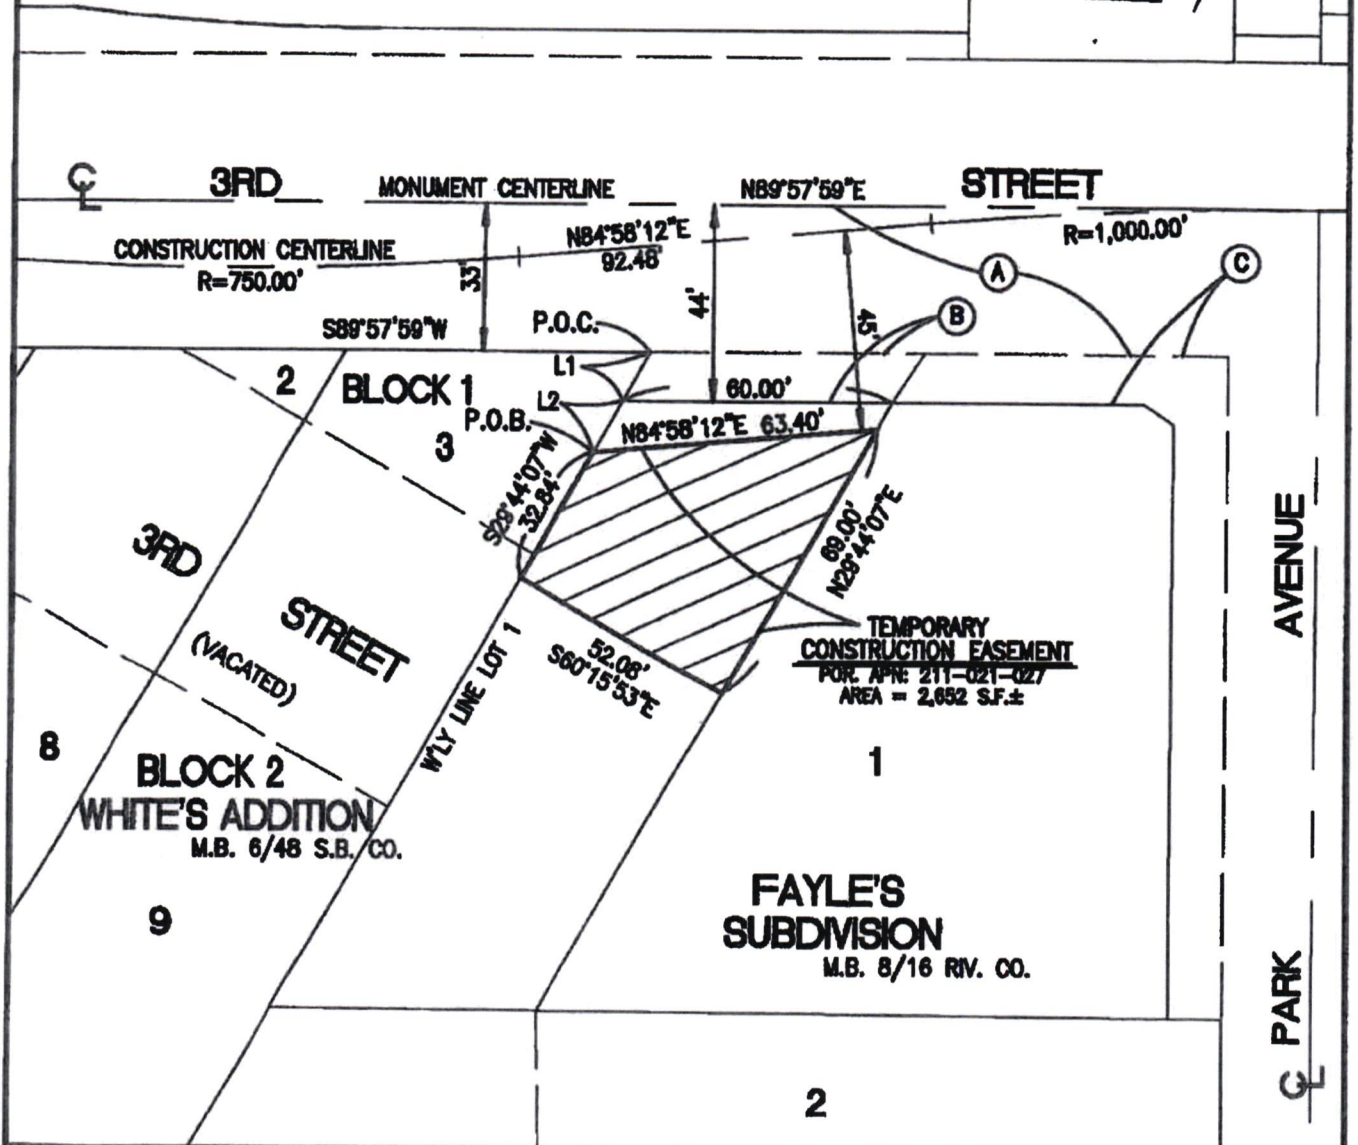 ℄
3RD
MONUMENT CENTERLINE
N89°57'59"E
STREET
CONSTRUCTION CENTERLINE
R=750.00'
33'
N84°58'12"E
92.48'
44'
R=1,000.00'
A
B
C
45'
S89°57'59"W
P.O.C.
L1
L2
P.O.B.
2
BLOCK 1
3
60.00'
N84°58'12"E 63.40'
S29°44'07"W
32.84'
69.00'
N29°44'07"E
3RD
STREET
(VACATED)
52.08'
S60°15'53"E
W'LY LINE LOT 1
TEMPORARY
CONSTRUCTION EASEMENT
POR. APN: 211-021-027
AREA = 2,652 S.F.±
AVENUE
8
BLOCK 2
WHITE'S ADDITION
M.B. 6/48 S.B. CO.
9
1
FAYLE'S
SUBDIVISION
M.B. 8/16 RIV. CO.
PARK
℄
2